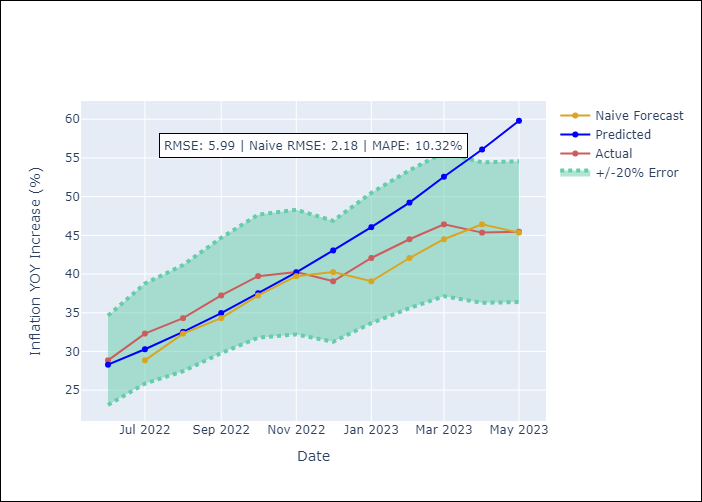 60
55
50
45
40
35
30
25
Inflation YOY Increase (%)
RMSE: 5.99 | Naive RMSE: 2.18 | MAPE: 10.32%
Naive Forecast
Predicted
Actual
+/-20% Error
Jul 2022
Sep 2022
Nov 2022
Jan 2023
Mar 2023
May 2023
Date